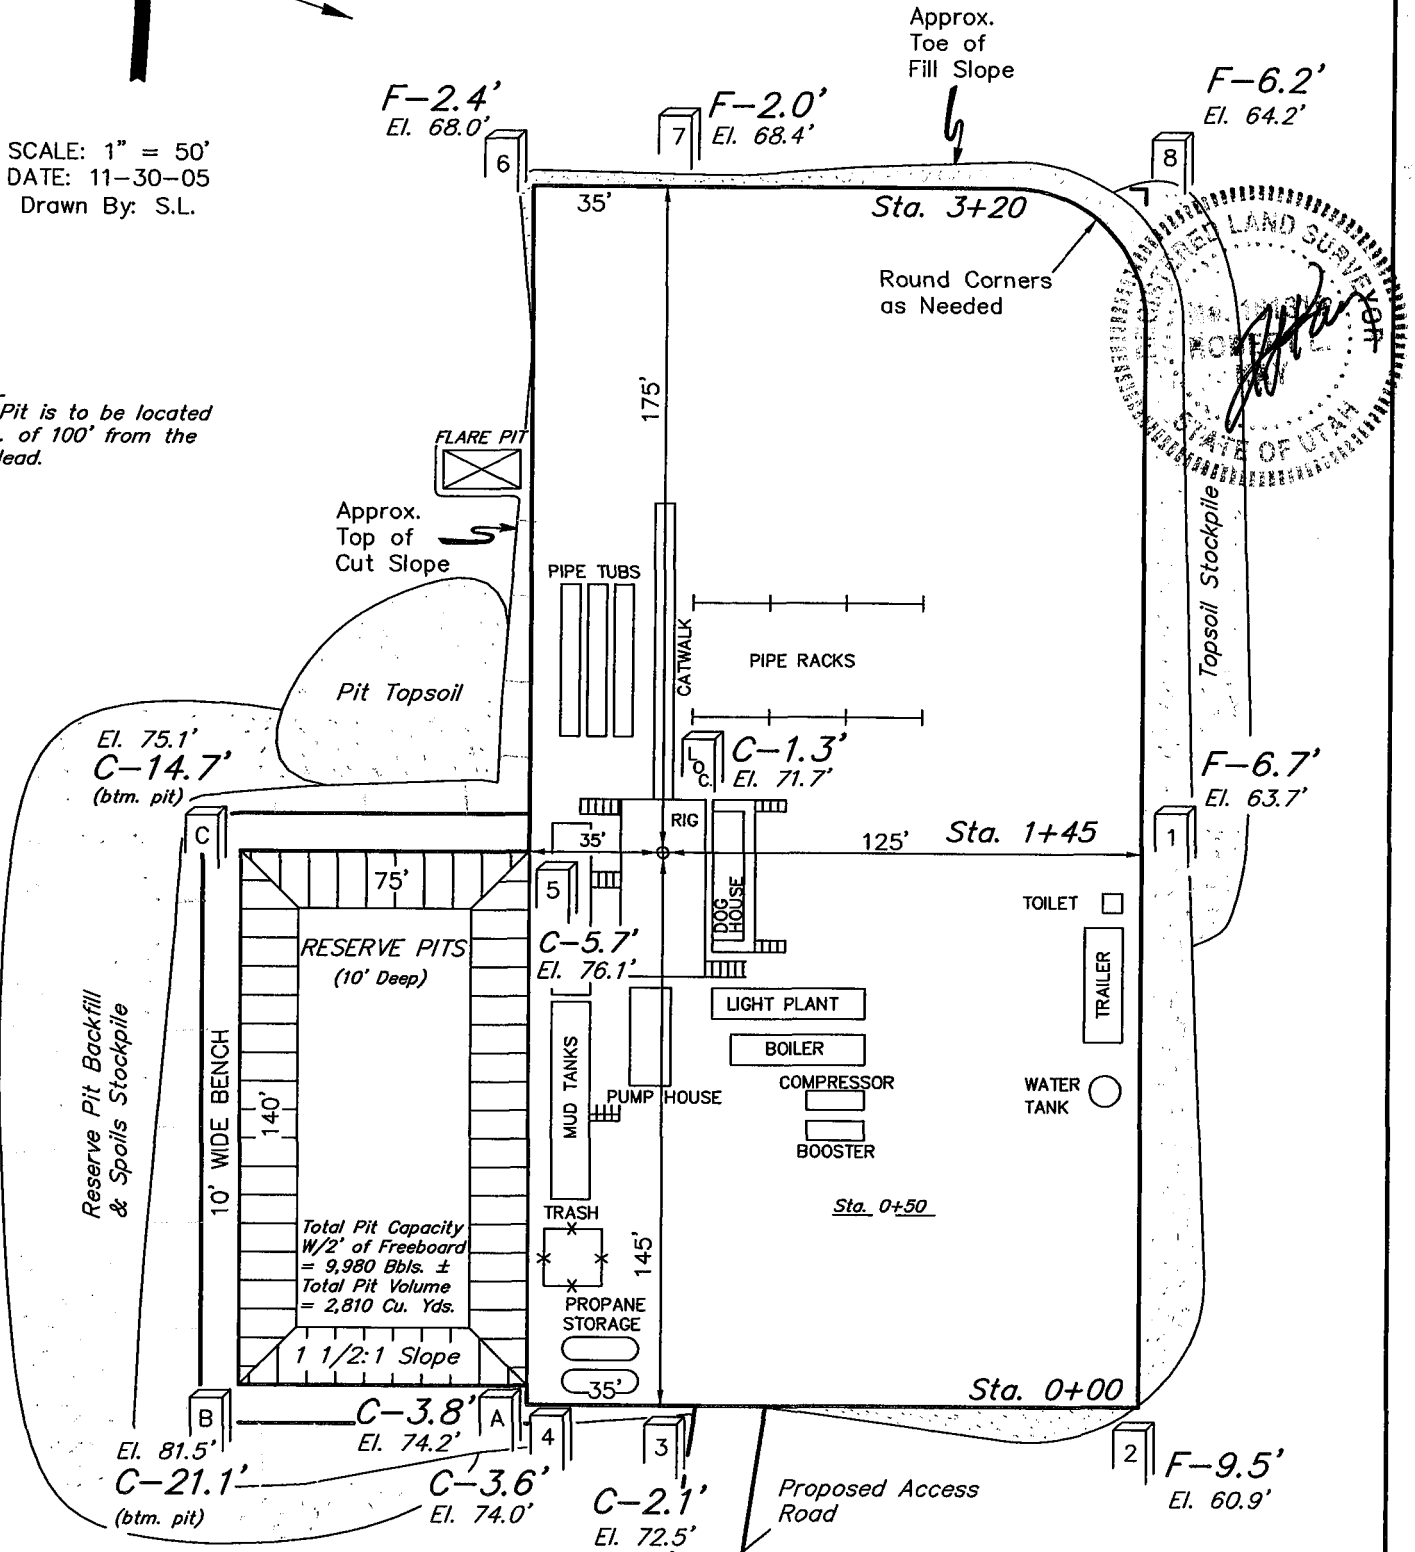 Approx.
Toe of
Fill Slope
F-6.2'
El. 64.2'
F-2.4'
El. 68.0'
F-2.0'
El. 68.4'
6
7
8
SCALE: 1" = 50'
DATE: 11-30-05
Drawn By: S.L.
35'
Sta. 3+20
REGISTERED LAND SURVEYOR
STATE OF UTAH
Round Corners
as Needed
175'
Pit is to be located
of 100' from the
FLARE PIT
Approx.
Top of
Cut Slope
Topsoil Stockpile
PIPE TUBS
CATWALK
PIPE RACKS
Pit Topsoil
El. 75.1'
C-14.7'
(btm. pit)
C
LOC.
C-1.3'
El. 71.7'
F-6.7'
El. 63.7'
1
RIG
35'
125'
Sta. 1+45
75'
5
DOG
HOUSE
TOILET
C-5.7'
El. 76.1'
RESERVE PITS
(10' Deep)
TRAILER
LIGHT PLANT
BOILER
COMPRESSOR
BOOSTER
WATER
TANK
MUD TANKS
PUMP HOUSE
Reserve Pit Backfill
& Spoils Stockpile
10' WIDE BENCH
140'
Sta. 0+50
TRASH
145'
Total Pit Capacity
W/2' of Freeboard
= 9,980 Bbls. ±
Total Pit Volume
= 2,810 Cu. Yds.
PROPANE
STORAGE
1 1/2:1 Slope
35'
Sta. 0+00
B
El. 81.5'
C-21.1'
(btm. pit)
C-3.8'
El. 74.2'
A
4
3
2
C-3.6'
El. 74.0'
C-2.1'
El. 72.5'
Proposed Access
Road
F-9.5'
El. 60.9'